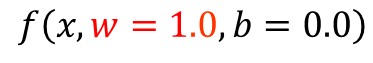 f(x, w = 1.0, b = 0.0)